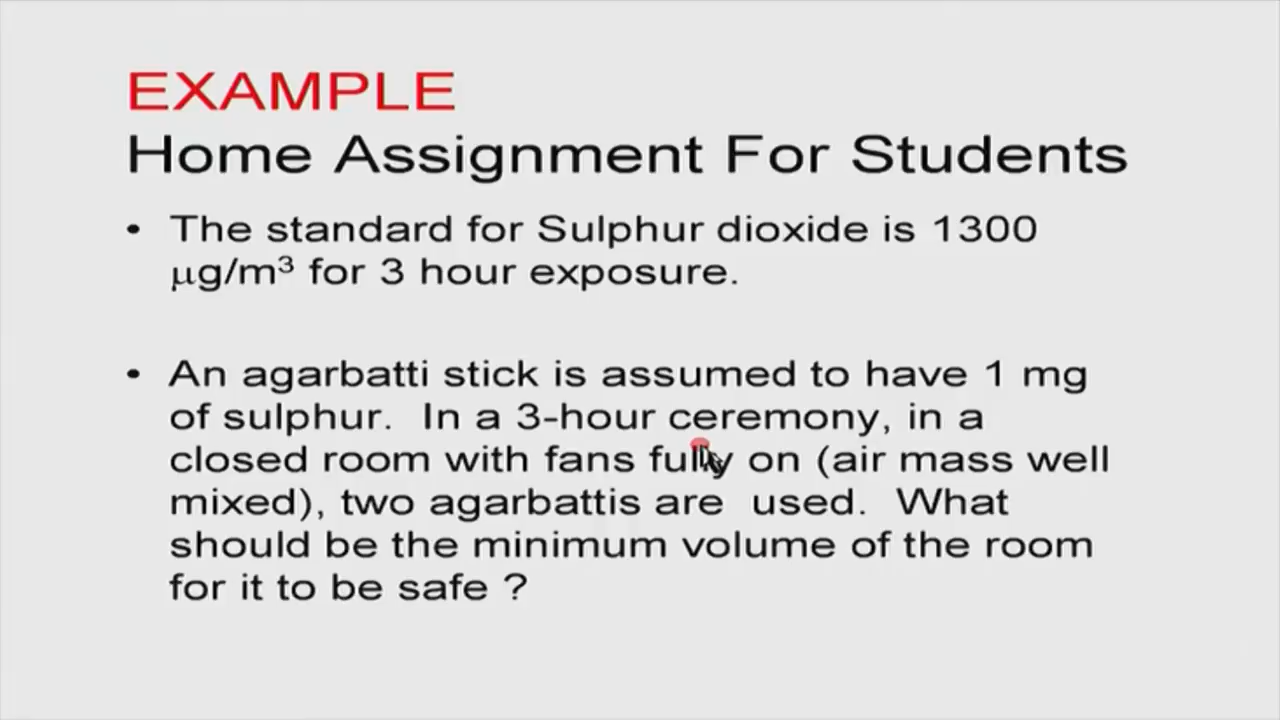 EXAMPLE
Home Assignment For Students
• The standard for Sulphur dioxide is 1300
μg/m³ for 3 hour exposure.
• An agarbatti stick is assumed to have 1 mg
of sulphur. In a 3-hour ceremony, in a
closed room with fans fully on (air mass well
mixed), two agarbattis are used. What
should be the minimum volume of the room
for it to be safe ?